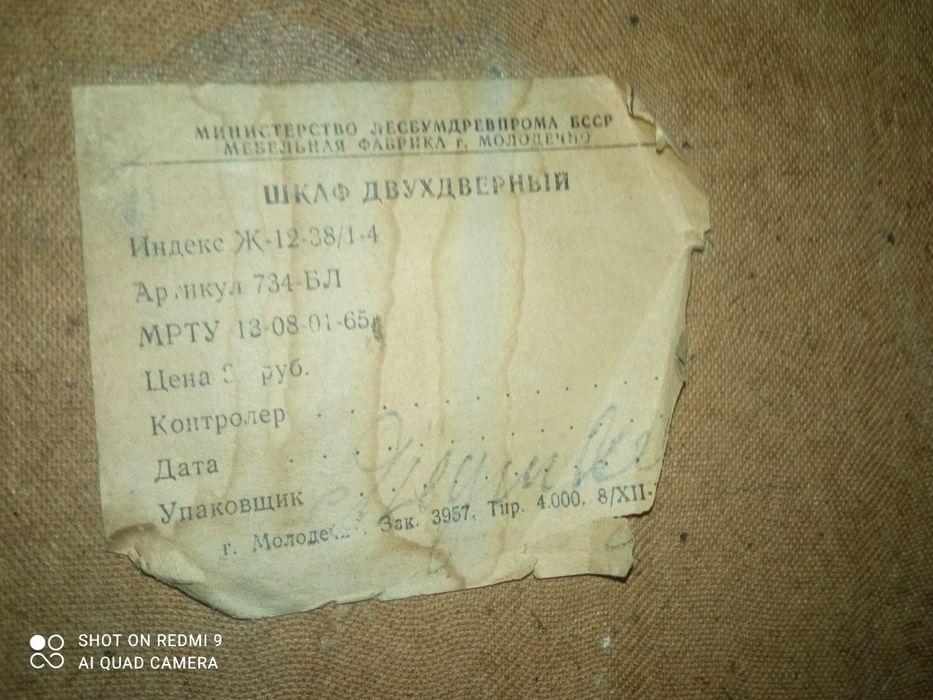 МИНИСТЕРСТВО ЛЕСБУМДРЕВПРОМА БССР
МЕБЕЛЬНАЯ ФАБРИКА г. МОЛОДЕЧНО
ШКАФ ДВУХДВЕРНЫЙ
Индекс Ж-12-38/1-4
Артикул 734-БЛ
МРТУ 13-08-01-65
Цена руб.
Контролер
Дата
Упаковщик
г. Зак. 3957. Тир. 4.000. 8/XII-
SHOT ON REDMI 9
AI QUAD CAMERA